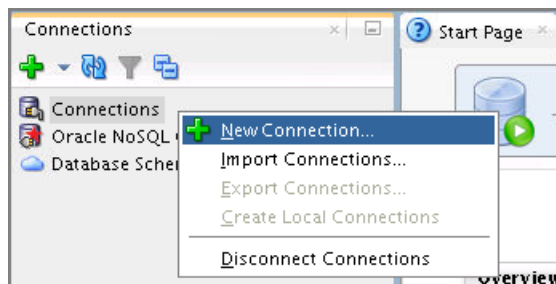 Connections
Start Page
Connections
New Connection...
Oracle NoSQL
Import Connections...
Database Scher
Export Connections...
Create Local Connections
Disconnect Connections
Overview